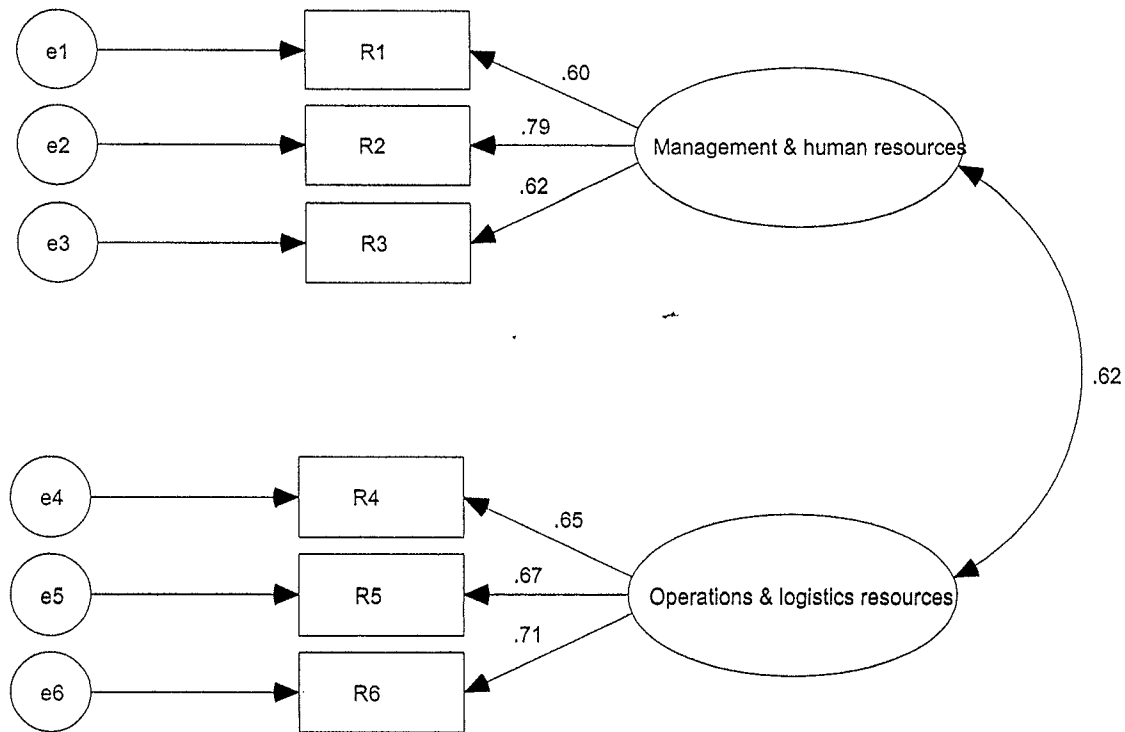 e1
R1
.60
e2
R2
.79
Management & human resources
e3
R3
.62
.62
e4
R4
.65
e5
R5
.67
Operations & logistics resources
e6
R6
.71